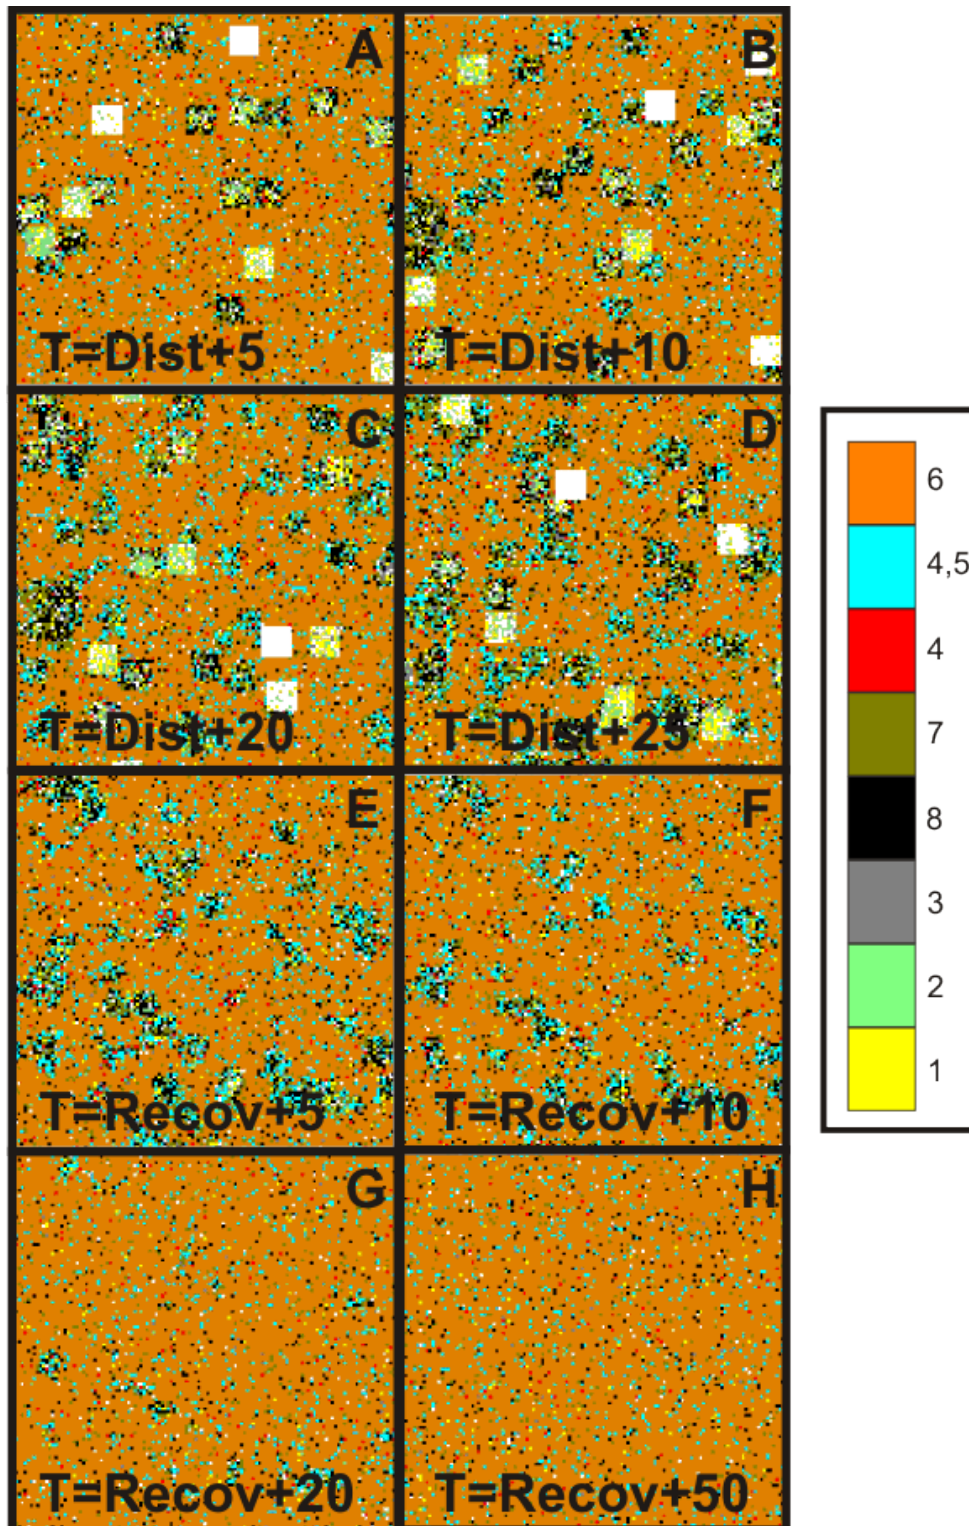 A
T=Dist+5
B
T=Dist+10
C
T=Dist+20
D
T=Dist+25
E
T=Recov+5
F
T=Recov+10
G
T=Recov+20
H
T=Recov+50
6
4,5
4
7
8
3
2
1